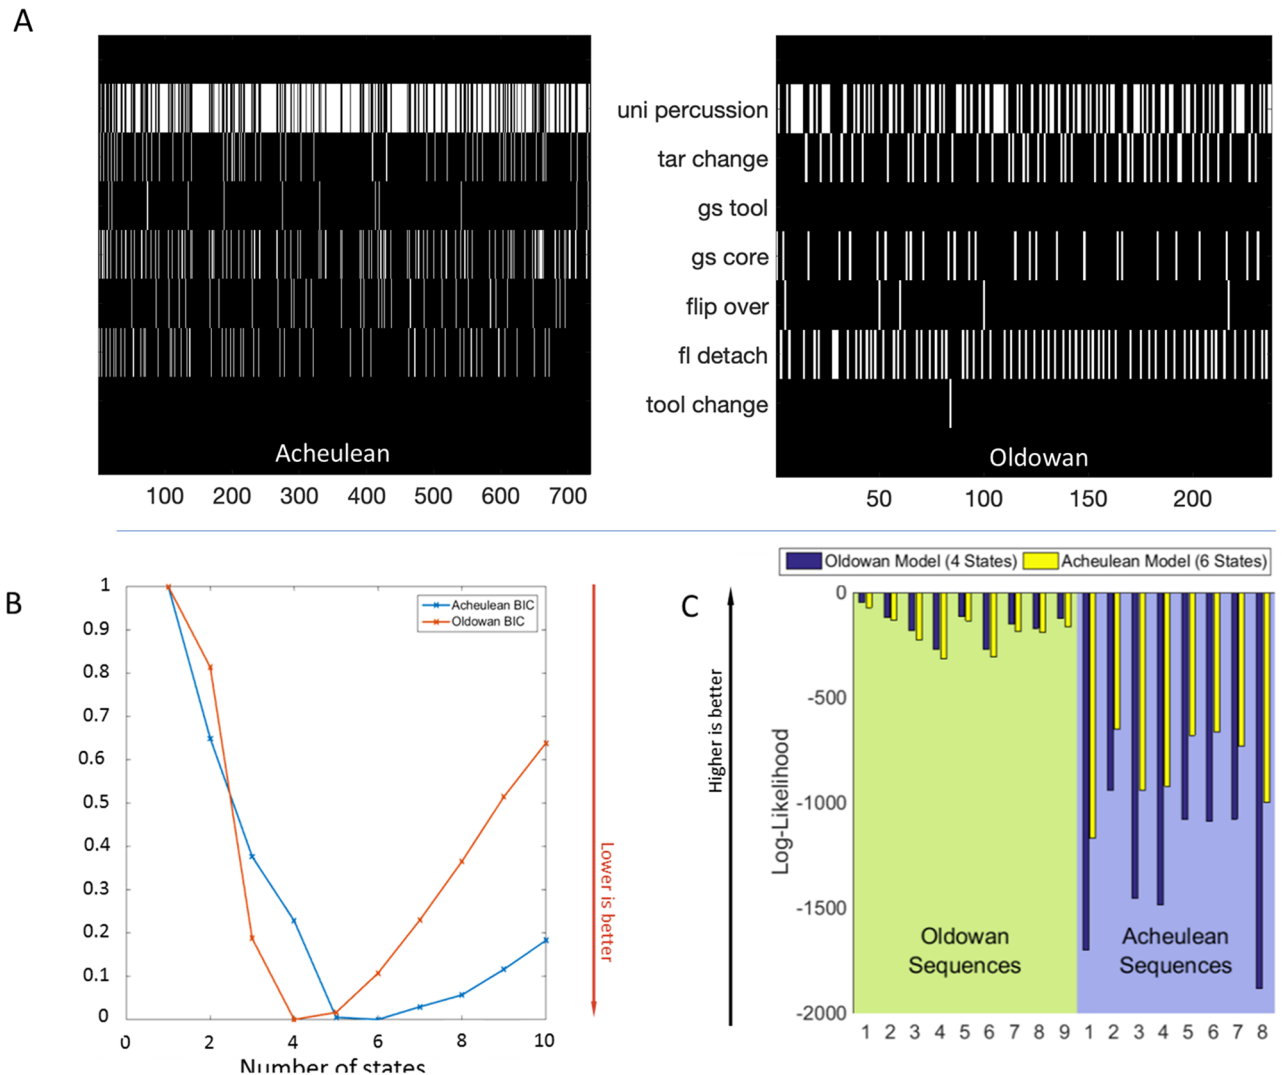 A
uni percussion
tar change
gs tool
gs core
flip over
fl detach
tool change
Acheulean
Oldowan
100 200 300 400 500 600 700
50 100 150 200
B
1
0.9
0.8
0.7
0.6
0.5
0.4
0.3
0.2
0.1
0
0 2 4 6 8 10
Number of states
Acheulean BIC
Oldowan BIC
Lower is better
C
Oldowan Model (4 States) Acheulean Model (6 States)
Higher is better
Log-Likelihood
0
-500
-1000
-1500
-2000
Oldowan
Sequences
Acheulean
Sequences
1 2 3 4 5 6 7 8 9 1 2 3 4 5 6 7 8